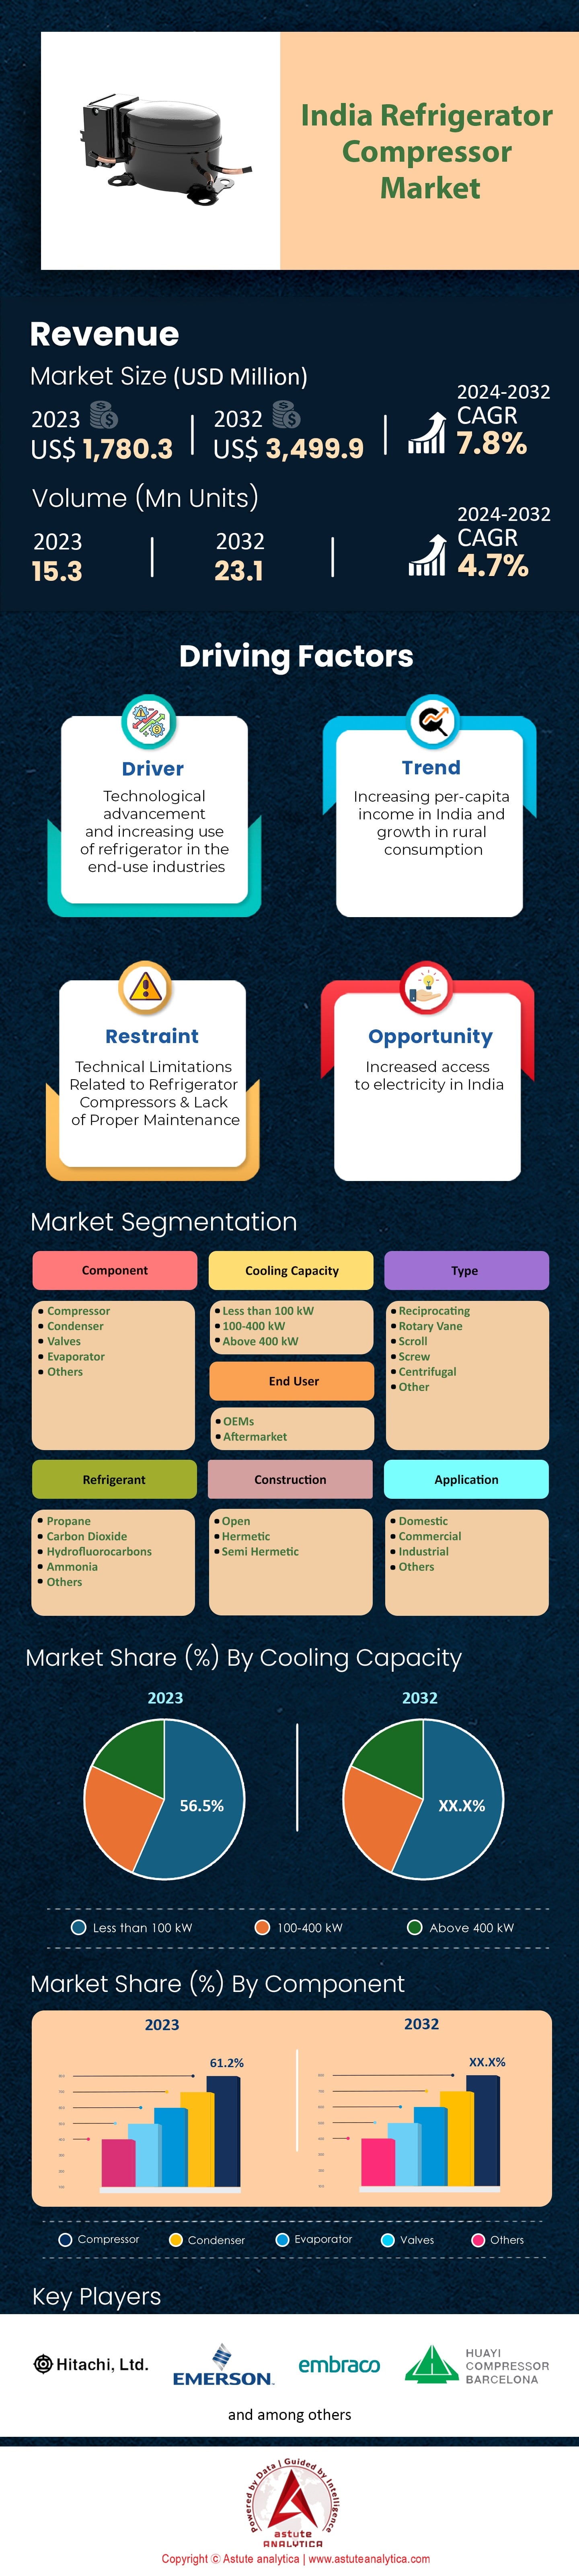 India Refrigerator
Compressor
Market
Revenue
Market Size (USD Million)
2023
US$ 1,780.3
2032
US$ 3,499.9
2024-2032
CAGR
7.8%
Volume (Mn Units)
2023
15.3
2032
23.1
2024-2032
CAGR
4.7%
Driving Factors
Driver
Technological
advancement
and increasing use
of refrigerator in the
end-use industries
Trend
Increasing per-capita
income in India and
growth in rural
consumption
Restraint
Technical Limitations
Related to Refrigerator
Compressors & Lack
of Proper Maintenance
Opportunity
Increased access
to electricity in India
Market Segmentation
Component
Compressor
Condenser
Valves
Evaporator
Others
Cooling Capacity
Less than 100 kW
100-400 kW
Above 400 kW
End User
OEMs
Aftermarket
Type
Reciprocating
Rotary Vane
Scroll
Screw
Centrifugal
Other
Refrigerant
Propane
Carbon Dioxide
Hydrofluorocarbons
Ammonia
Others
Construction
Open
Hermetic
Semi Hermetic
Application
Domestic
Commercial
Industrial
Others
Market Share (%) By Cooling Capacity
2023
2032
56.5%
XX.X%
Less than 100 kW
100-400 kW
Above 400 kW
Market Share (%) By Component
2023
2032
61.2%
XX.X%
Compressor
Condenser
Evaporator
Valves
Others
Key Players
Hitachi, Ltd.
EMERSON.
embraco
HUAYI
COMPRESSOR
BARCELONA
and among others
Powered by Data | Guided by Intelligence
astute
ANALYTICA
Copyright © Astute analytica | www.astuteanalytica.com